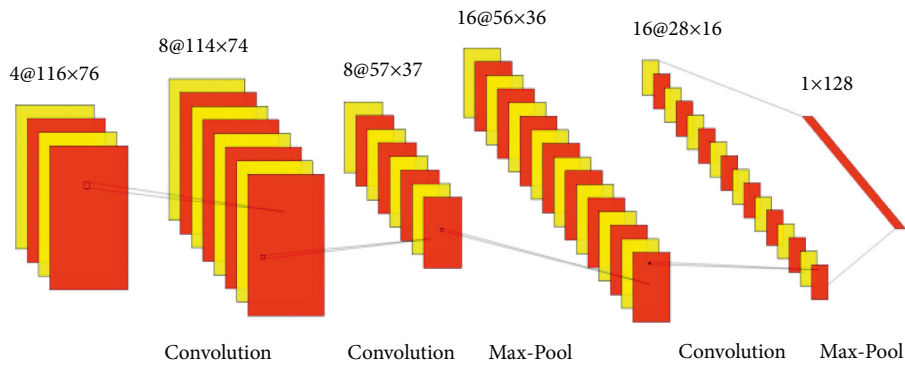 4@116×76
8@114×74
8@57×37
16@56×36
16@28×16
1×128
Convolution
Convolution
Max-Pool
Convolution
Max-Pool